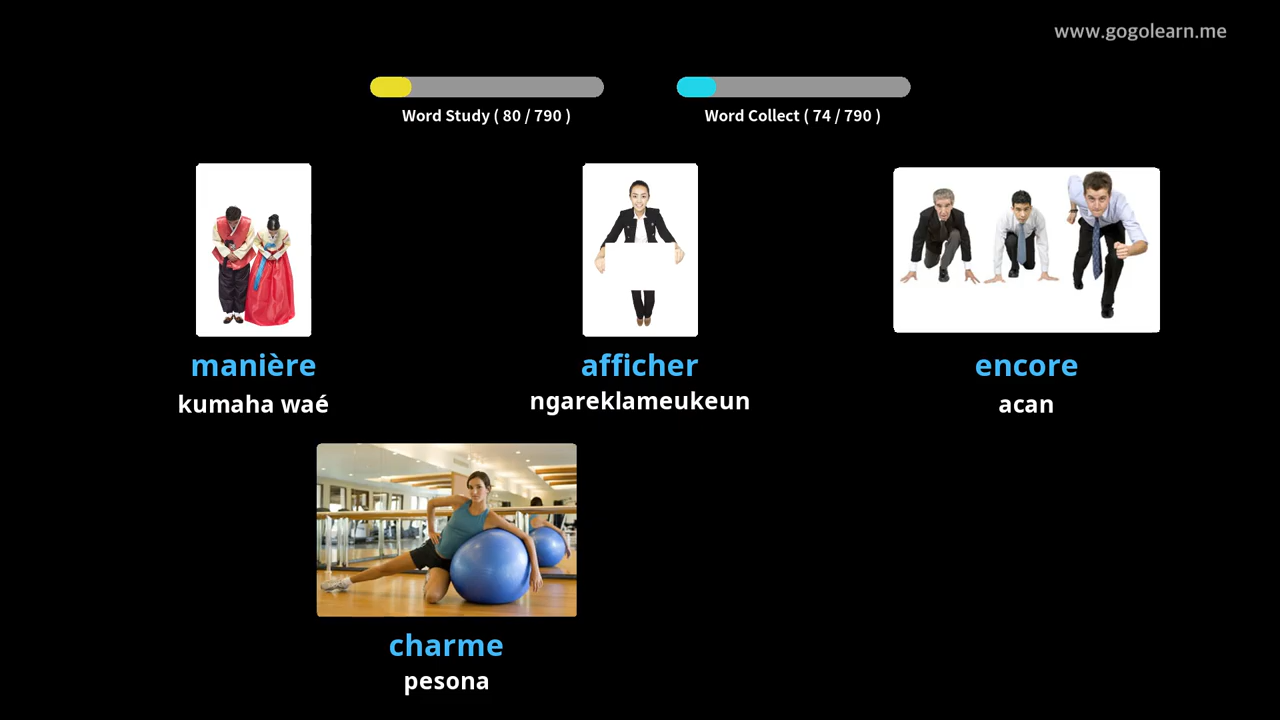 www.gogolearn.me
Word Study ( 80 / 790 )
Word Collect ( 74 / 790 )
manière
kumaha waé
afficher
ngareklameukeun
encore
acan
charme
pesona